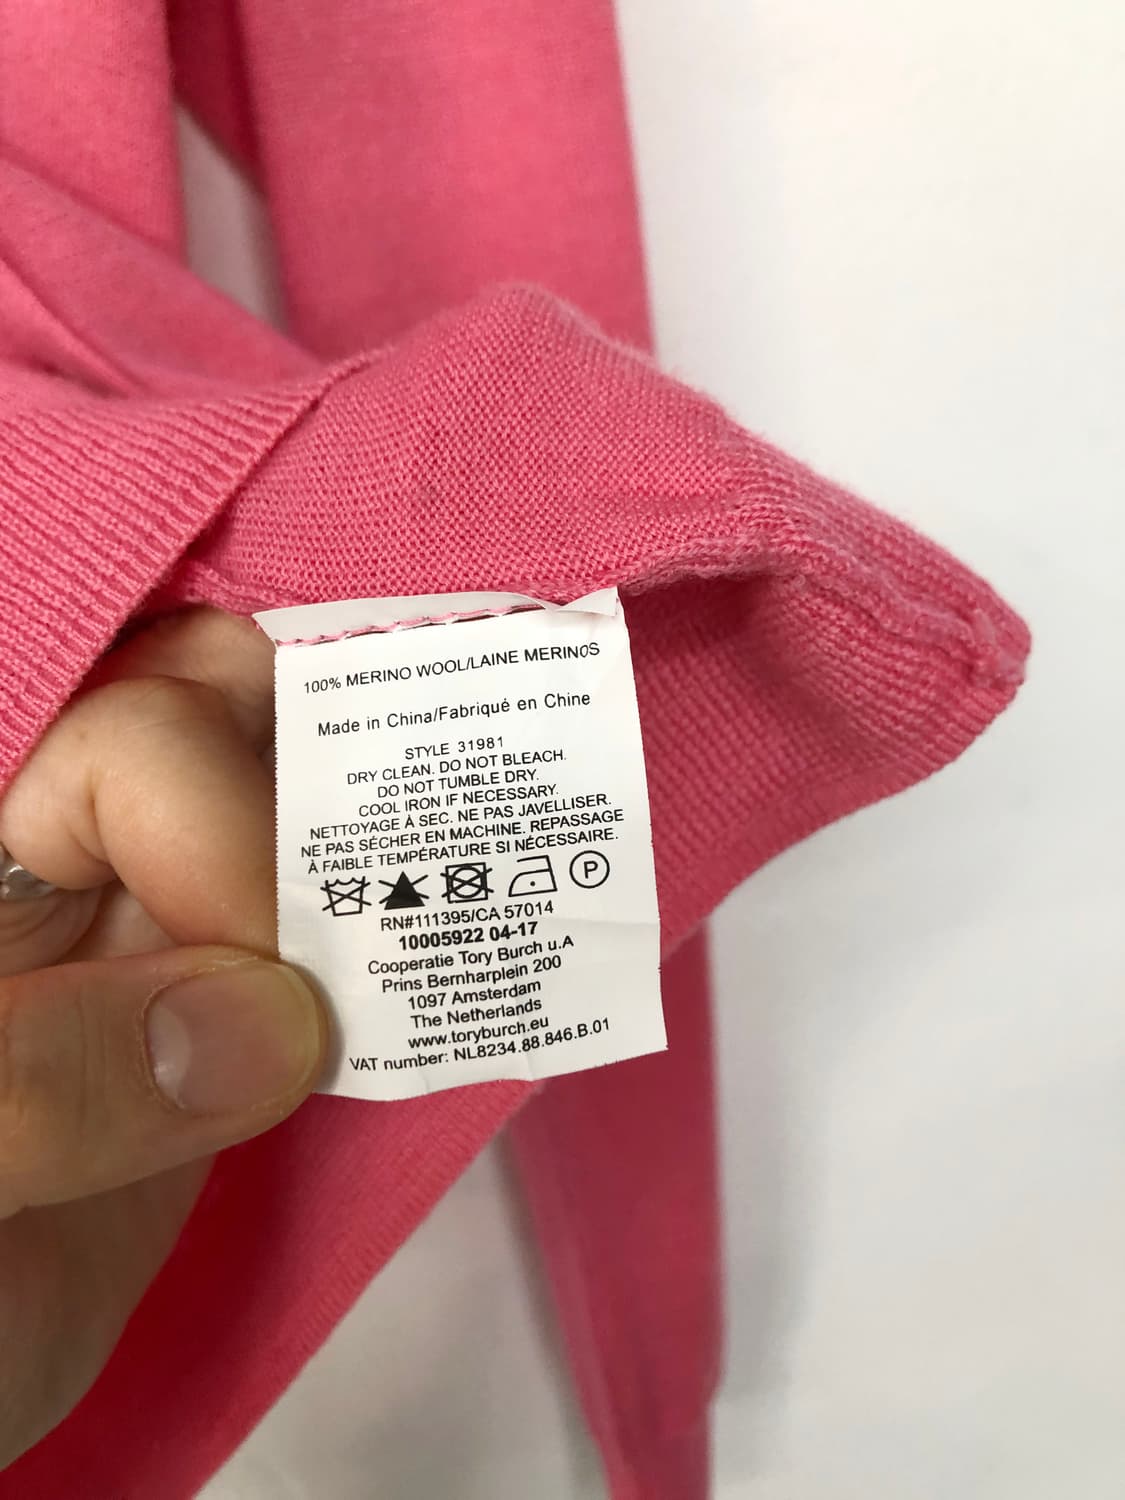 100% MERINO WOOL/LAINE MERINOS
Made in China/Fabriqué en Chine
STYLE 31981
DRY CLEAN. DO NOT BLEACH.
DO NOT TUMBLE DRY.
COOL IRON IF NECESSARY.
NETTOYAGE À SEC. NE PAS JAVELLISER.
NE PAS SÉCHER EN MACHINE. REPASSAGE
À FAIBLE TEMPÉRATURE SI NÉCESSAIRE.
P
RN#111395/CA 57014
10005922 04-17
Cooperatie Tory Burch u.A
Prins Bernharplein 200
1097 Amsterdam
The Netherlands
www.toryburch.eu
VAT number: NL8234.88.846.B.01